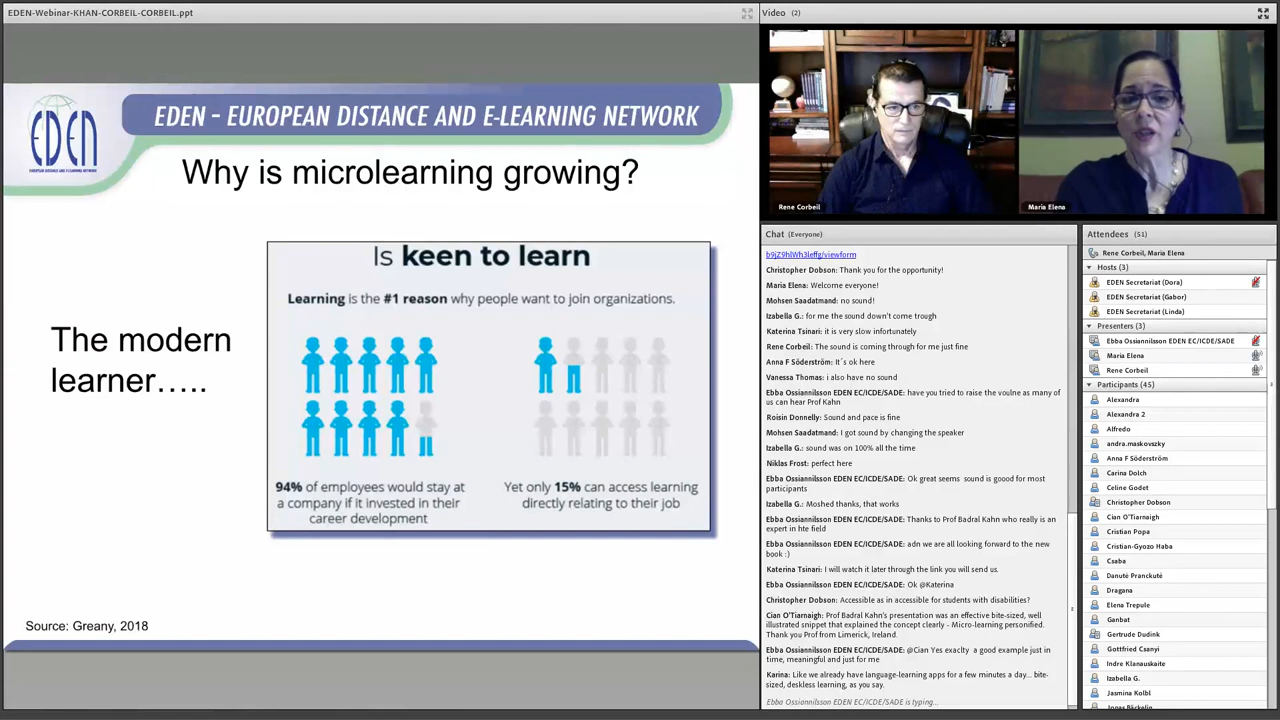 EDEN-Webinar-KHAN-CORBEIL-CORBEIL.ppt
EDEN
EUROPEAN DISTANCE AND E-LEARNING NETWORK
EDEN - EUROPEAN DISTANCE AND E-LEARNING NETWORK
Why is microlearning growing?
The modern
learner…..
Is keen to learn
Learning is the #1 reason why people want to join organizations.
94% of employees would stay at
a company if it invested in their
career development
Yet only 15% can access learning
directly relating to their job
Source: Greany, 2018
Video (2)
Rene Corbeil
Maria Elena
Chat (Everyone)
b9jZ9hlWh3leffg/viewform
Christopher Dobson: Thank you for the opportunity!
Maria Elena: Welcome everyone!
Mohsen Saadatmand: no sound!
Izabella G.: for me the sound down't come trough
Katerina Tsinari: it is very slow infortunately
Rene Corbeil: The sound is coming through for me just fine
Anna F Söderström: It´s ok here
Vanessa Thomas: i also have no sound
Ebba Ossiannilsson EDEN EC/ICDE/SADE: have you tried to raise the voulne as many of
us can hear Prof Kahn
Roisin Donnelly: Sound and pace is fine
Mohsen Saadatmand: I got sound by changing the speaker
Izabella G.: sound was on 100% all the time
Niklas Frost: perfect here
Ebba Ossiannilsson EDEN EC/ICDE/SADE: Ok great seems sound is goood for most
participants
Izabella G.: Moshed thanks, that works
Ebba Ossiannilsson EDEN EC/ICDE/SADE: Thanks to Prof Badral Kahn who really is an
expert in hte field
Ebba Ossiannilsson EDEN EC/ICDE/SADE: adn we are all looking forward to the new
book :)
Katerina Tsinari: I will watch it later through the link you will send us.
Ebba Ossiannilsson EDEN EC/ICDE/SADE: Ok @Katerina
Christopher Dobson: Accessible as in accessible for students with disabilities?
Cian O'Tiarnaigh: Prof Badral Kahn's presentation was an effective bite-sized, well
illustrated snippet that explained the concept clearly - Micro-learning personified.
Thank you Prof from Limerick, Ireland.
Ebba Ossiannilsson EDEN EC/ICDE/SADE: @Cian Yes exaclty a good example just in
time, meaningful and just for me
Karina: Like we already have language-learning apps for a few minutes a day... bite-
sized, deskless learning, as you say.
Ebba Ossiannilsson EDEN EC/ICDE/SADE is typing...
Attendees (51)
Rene Corbeil, Maria Elena
Hosts (3)
EDEN Secretariat (Dora)
EDEN Secretariat (Gabor)
EDEN Secretariat (Linda)
Presenters (3)
Ebba Ossiannilsson EDEN EC/ICDE/SADE
Maria Elena
Rene Corbeil
Participants (45)
Alexandra
Alexandra 2
Alfredo
andra.maskovszky
Anna F Söderström
Carina Dolch
Celine Godet
Christopher Dobson
Cian O'Tiarnaigh
Cristian Popa
Cristian-Gyozo Haba
Csaba
Danutė Pranckutė
Dragana
Elena Trepule
Ganbat
Gertrude Dudink
Gottfried Csanyi
Indre Klanauskaite
Izabella G.
Jasmina Kolbl
Jonas Bäckelin